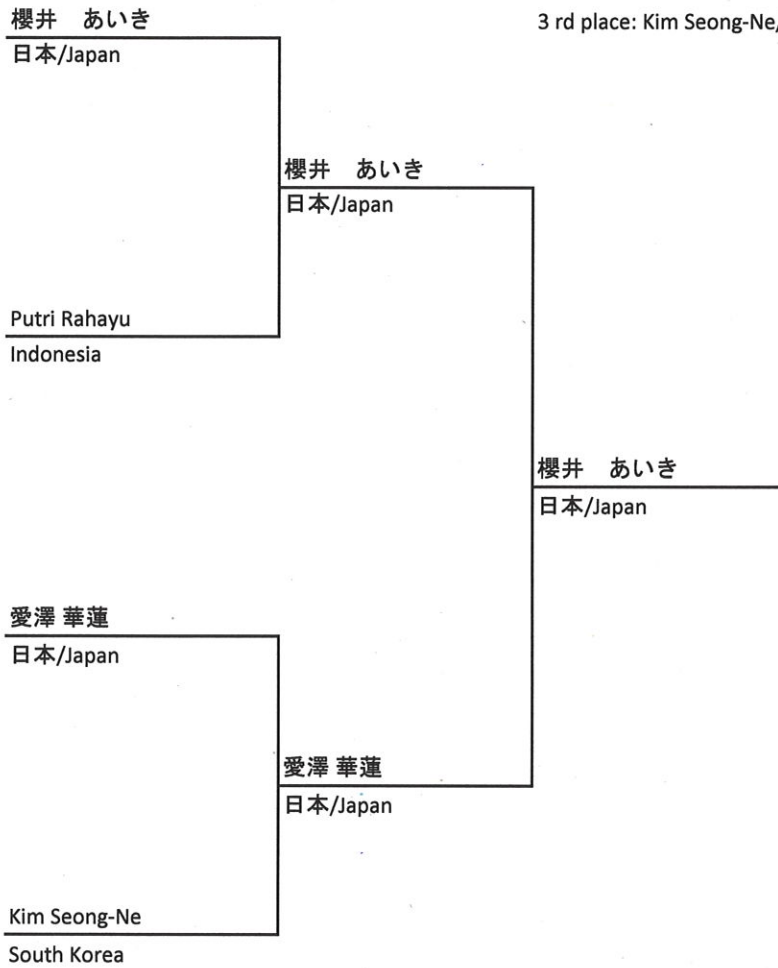 櫻井　あいき
3 rd place: Kim Seong-Ne/
日本/Japan
櫻井　あいき
日本/Japan
Putri Rahayu
Indonesia
櫻井　あいき
日本/Japan
愛澤 華蓮
日本/Japan
愛澤 華蓮
日本/Japan
Kim Seong-Ne
South Korea